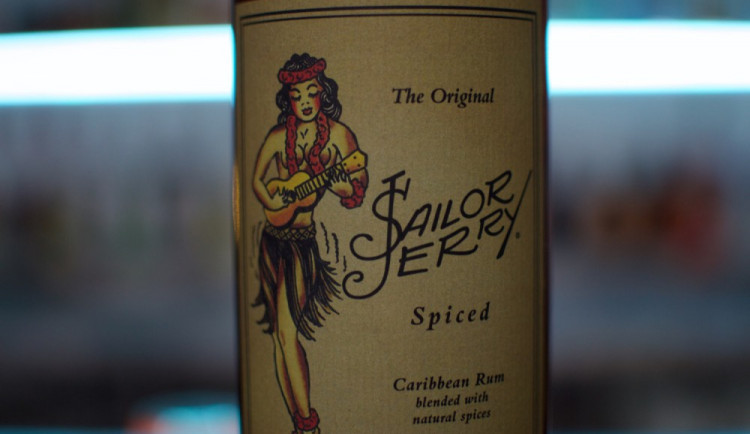 The Original
SAILOR
JERRY®
Spiced
Caribbean Rum
blended with
natural spices